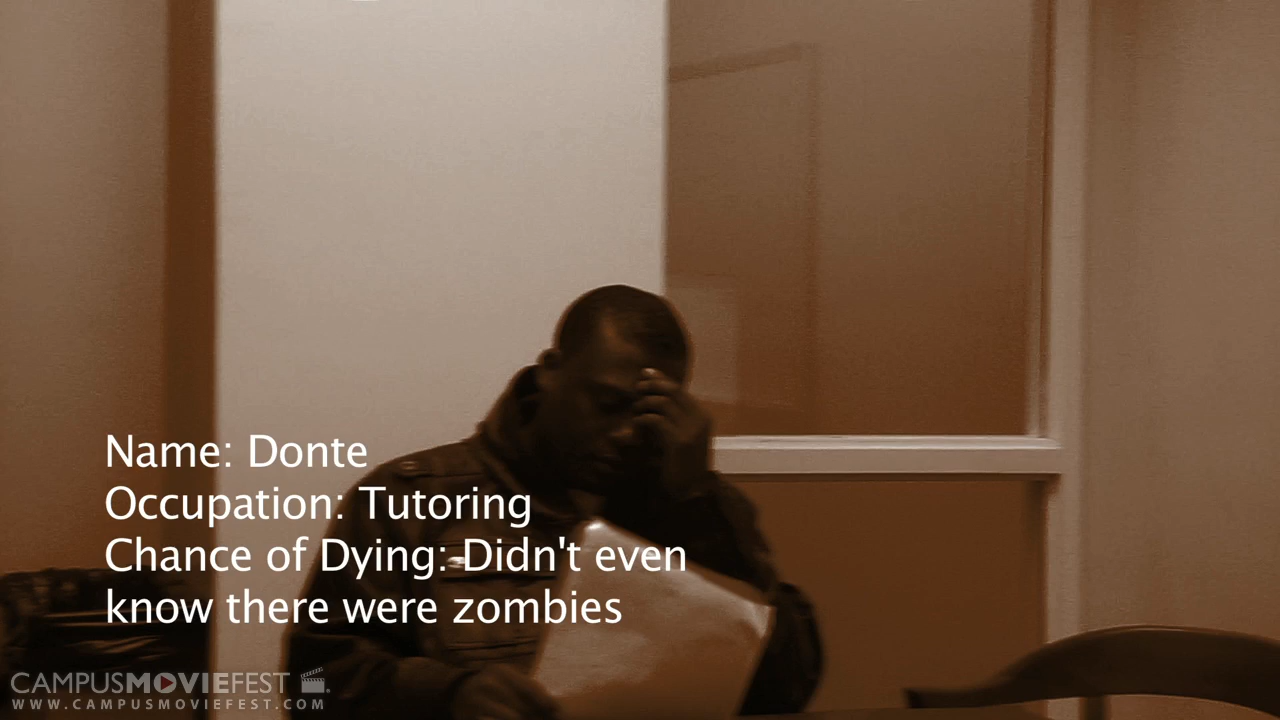 Name: Donte
Occupation: Tutoring
Chance of Dying: Didn't even
know there were zombies
CAMPUSMOVIEFEST
WWW.CAMPUSMOVIEFEST.COM